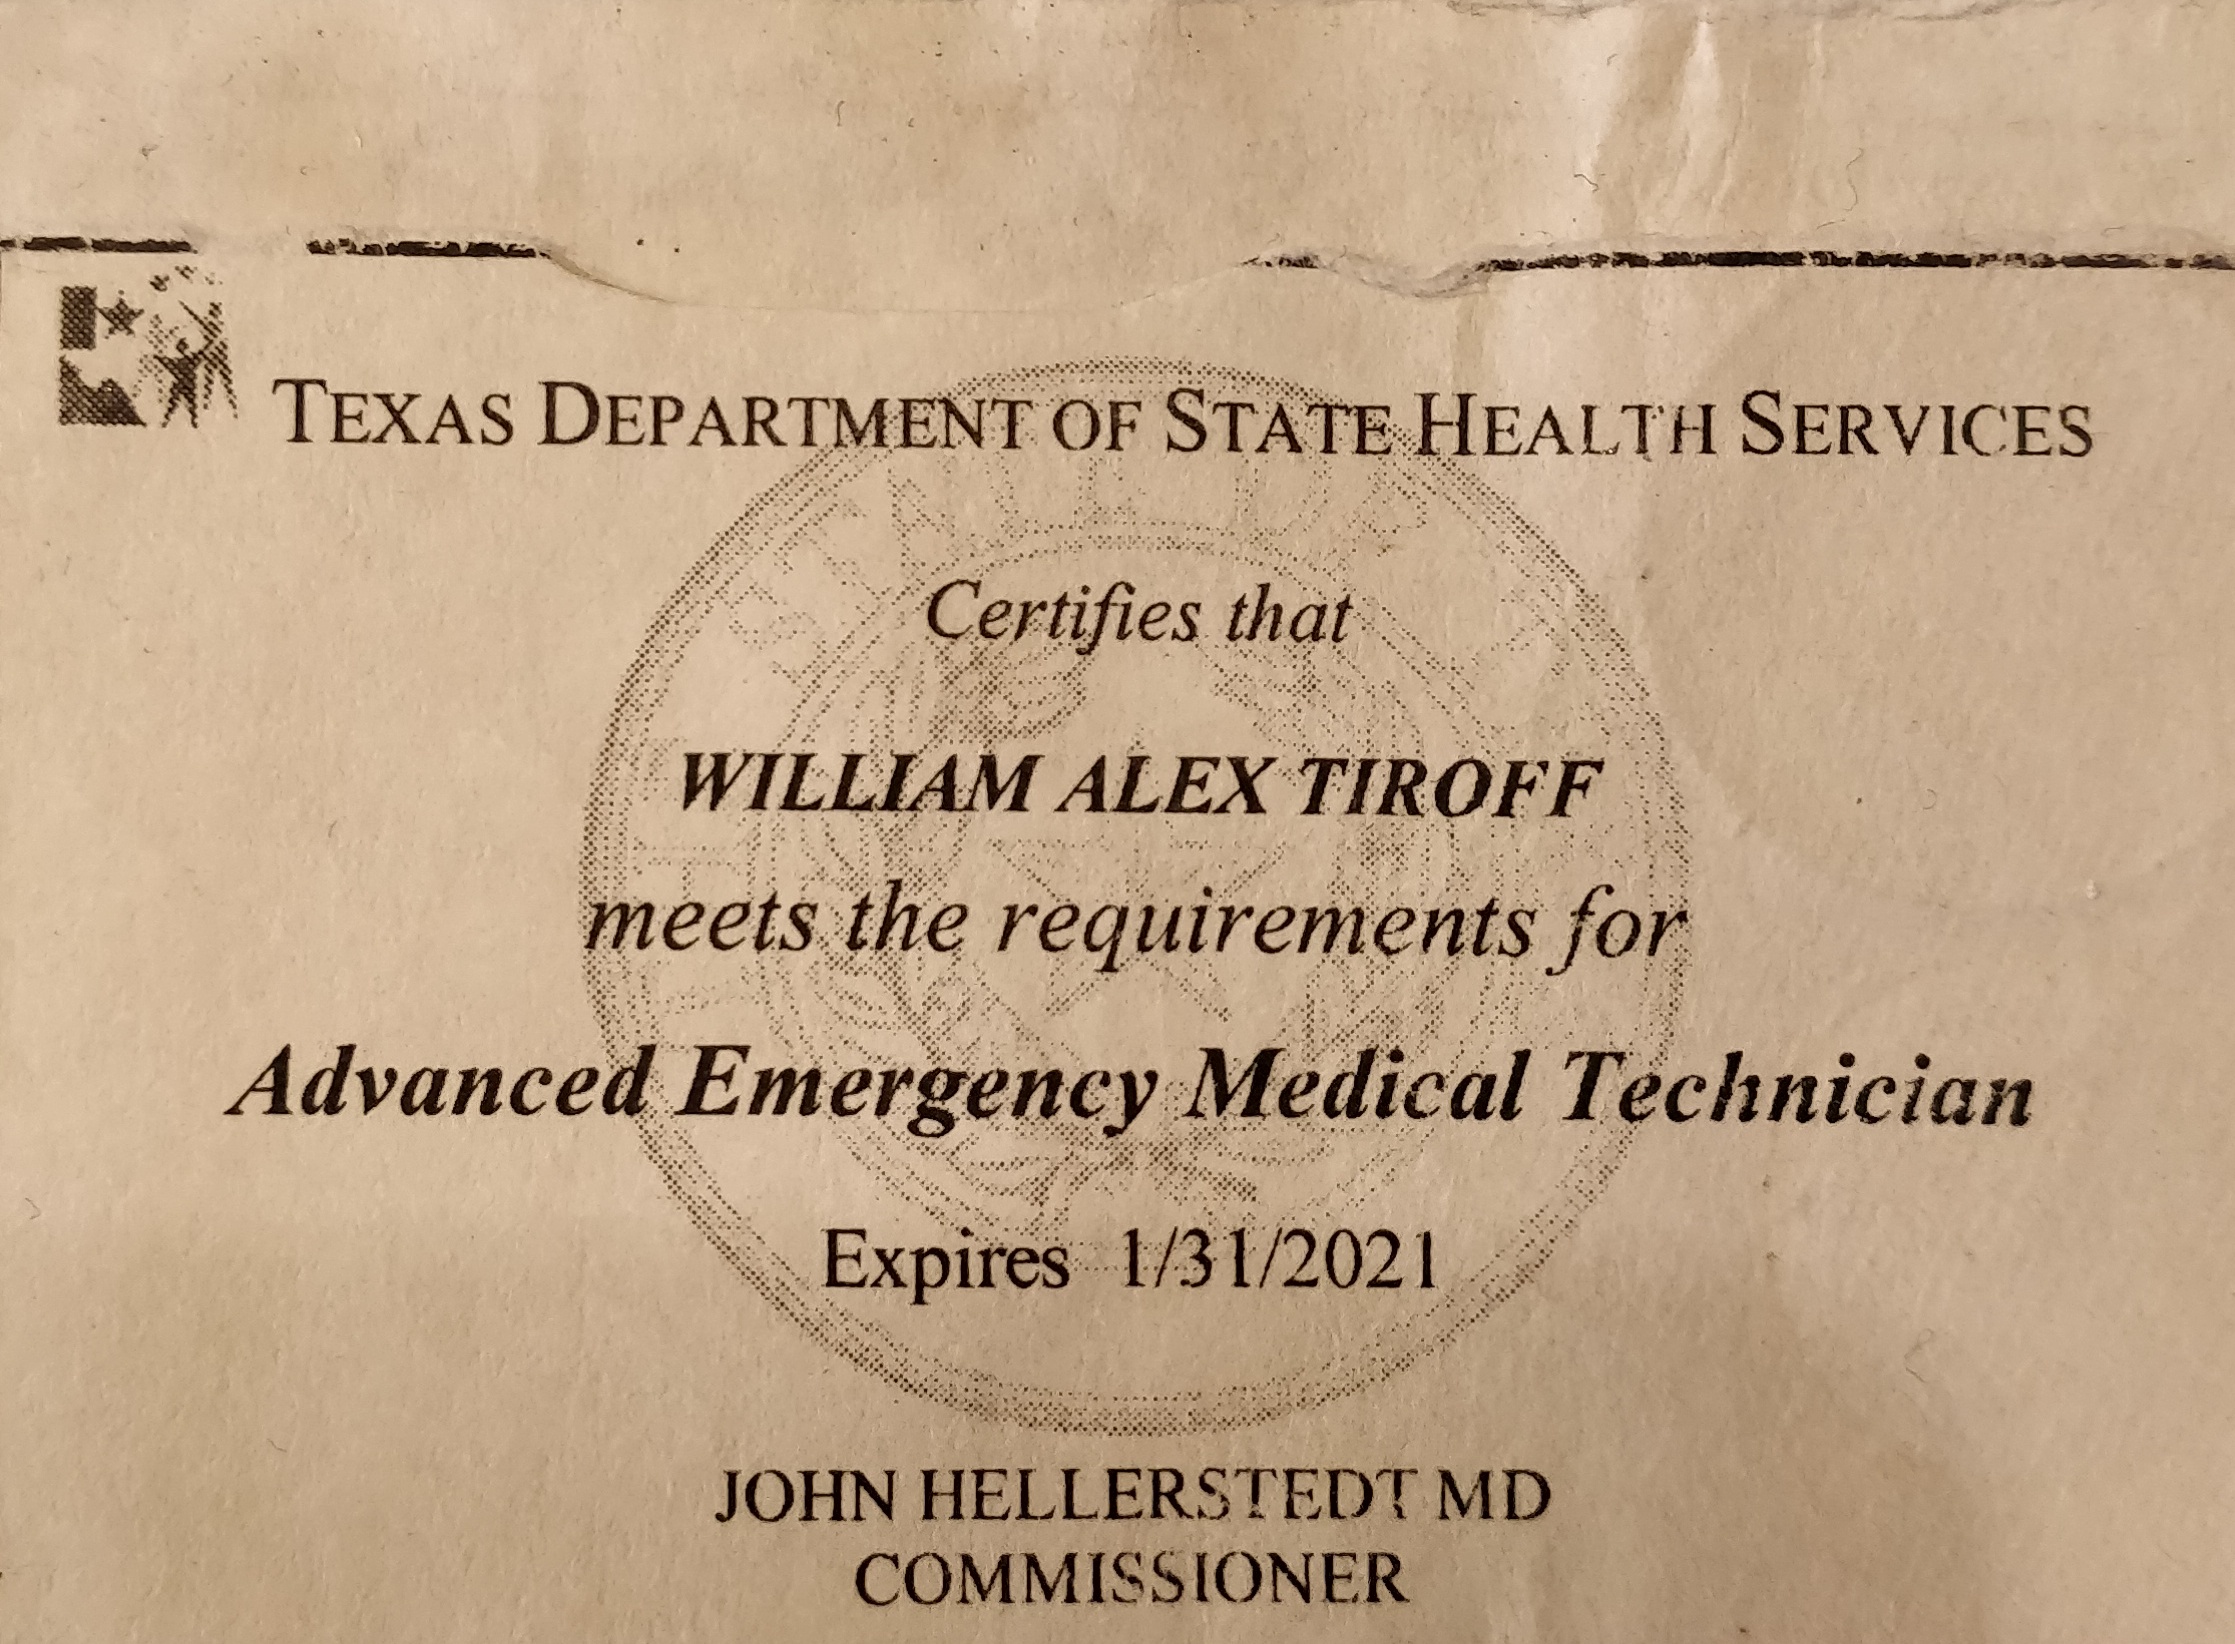 TEXAS DEPARTMENT OF STATE HEALTH SERVICES
Certifies that
WILLIAM ALEX TIROFF
meets the requirements for
Advanced Emergency Medical Technician
Expires 1/31/2021
JOHN HELLERSTEDT MD
COMMISSIONER